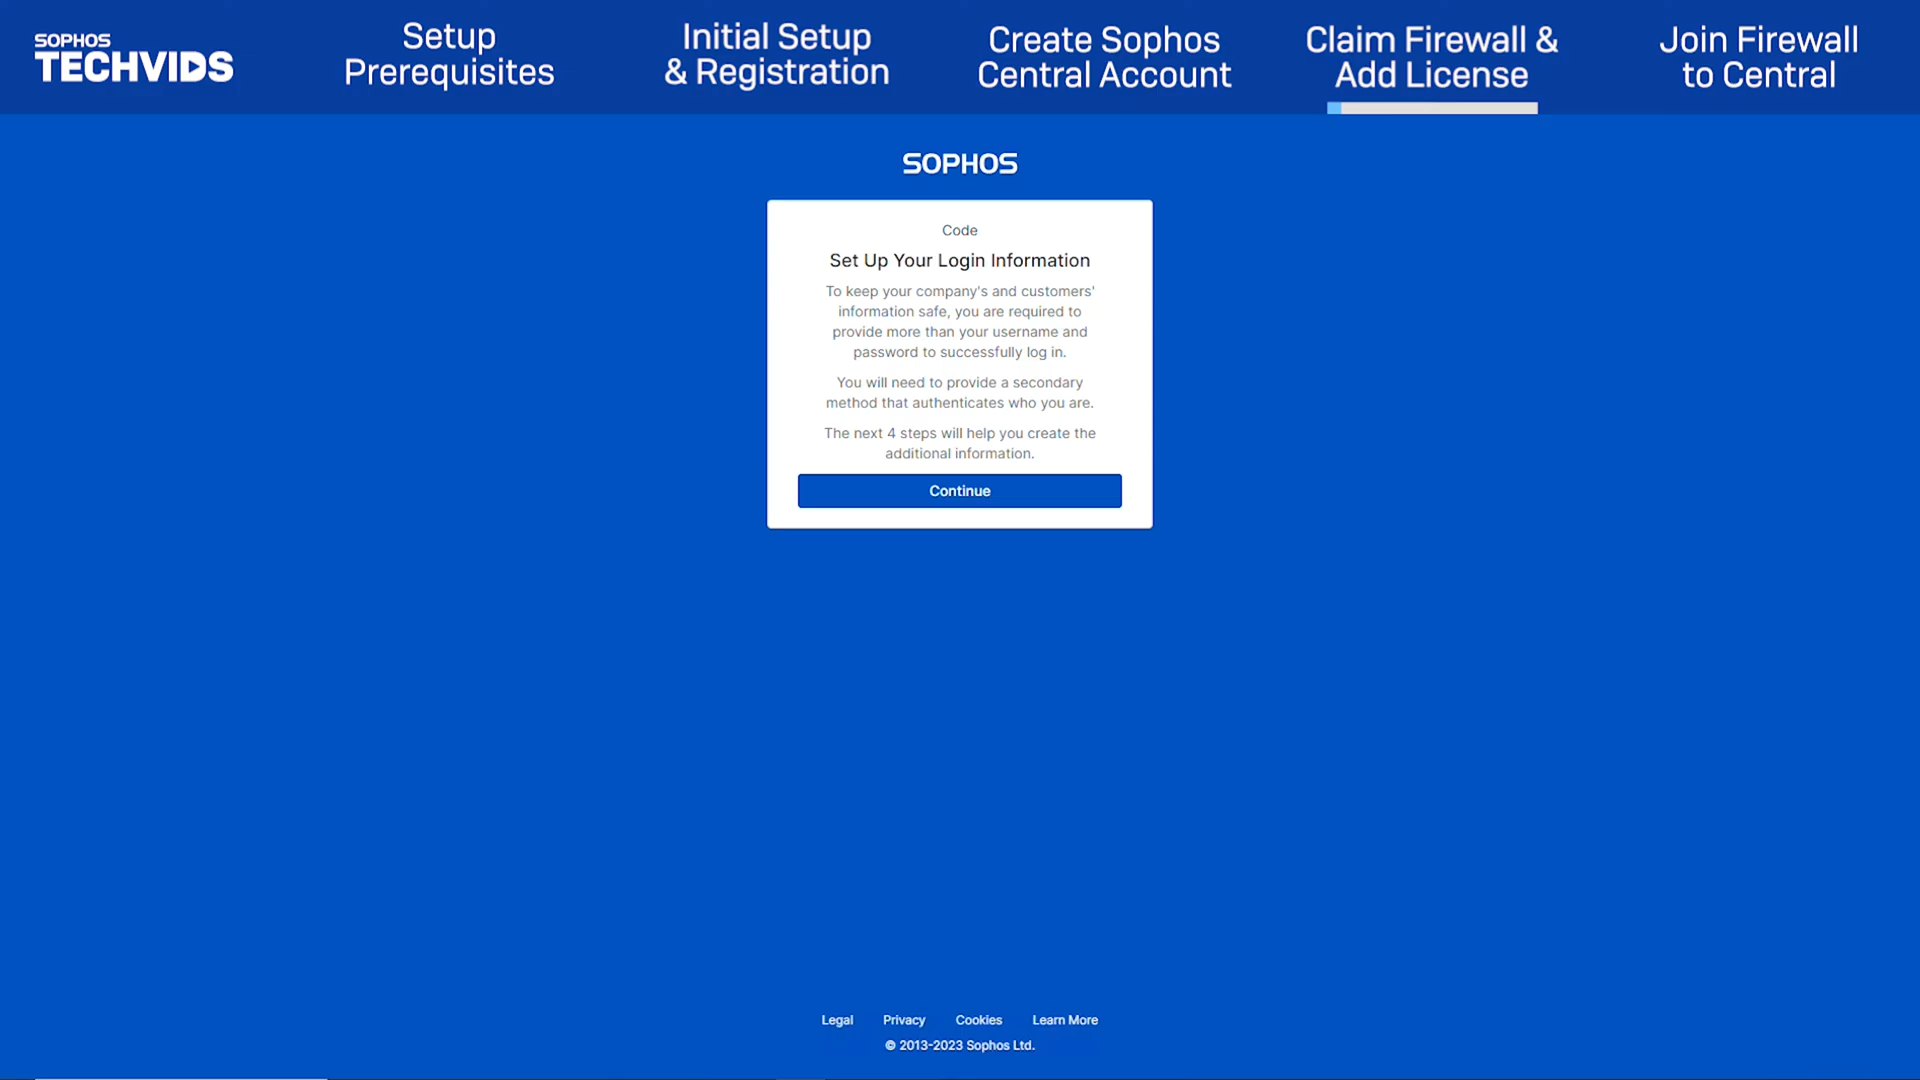 SOPHOS
TECHVIDS
Setup
Prerequisites
Initial Setup
& Registration
Create Sophos
Central Account
Claim Firewall &
Add License
Join Firewall
to Central
SOPHOS
Code
Set Up Your Login Information
To keep your company's and customers'
information safe, you are required to
provide more than your username and
password to successfully log in.
You will need to provide a secondary
method that authenticates who you are.
The next 4 steps will help you create the
additional information.
Continue
Legal Privacy Cookies Learn More
© 2013-2023 Sophos Ltd.